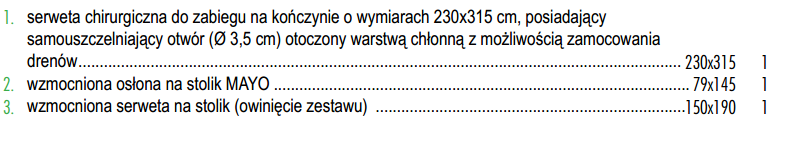 1. serweta chirurgiczna do zabiegu na kończynie o wymiarach 230x315 cm, posiadający
samouszczelniający otwór (Ø 3,5 cm) otoczony warstwą chłonną z możliwością zamocowania
drenów........................................................................................................................................ 230x315 1
2. wzmocniona osłona na stolik MAYO ................................................................................................ 79x145 1
3. wzmocniona serweta na stolik (owinięcie zestawu) ........................................................................150x190 1